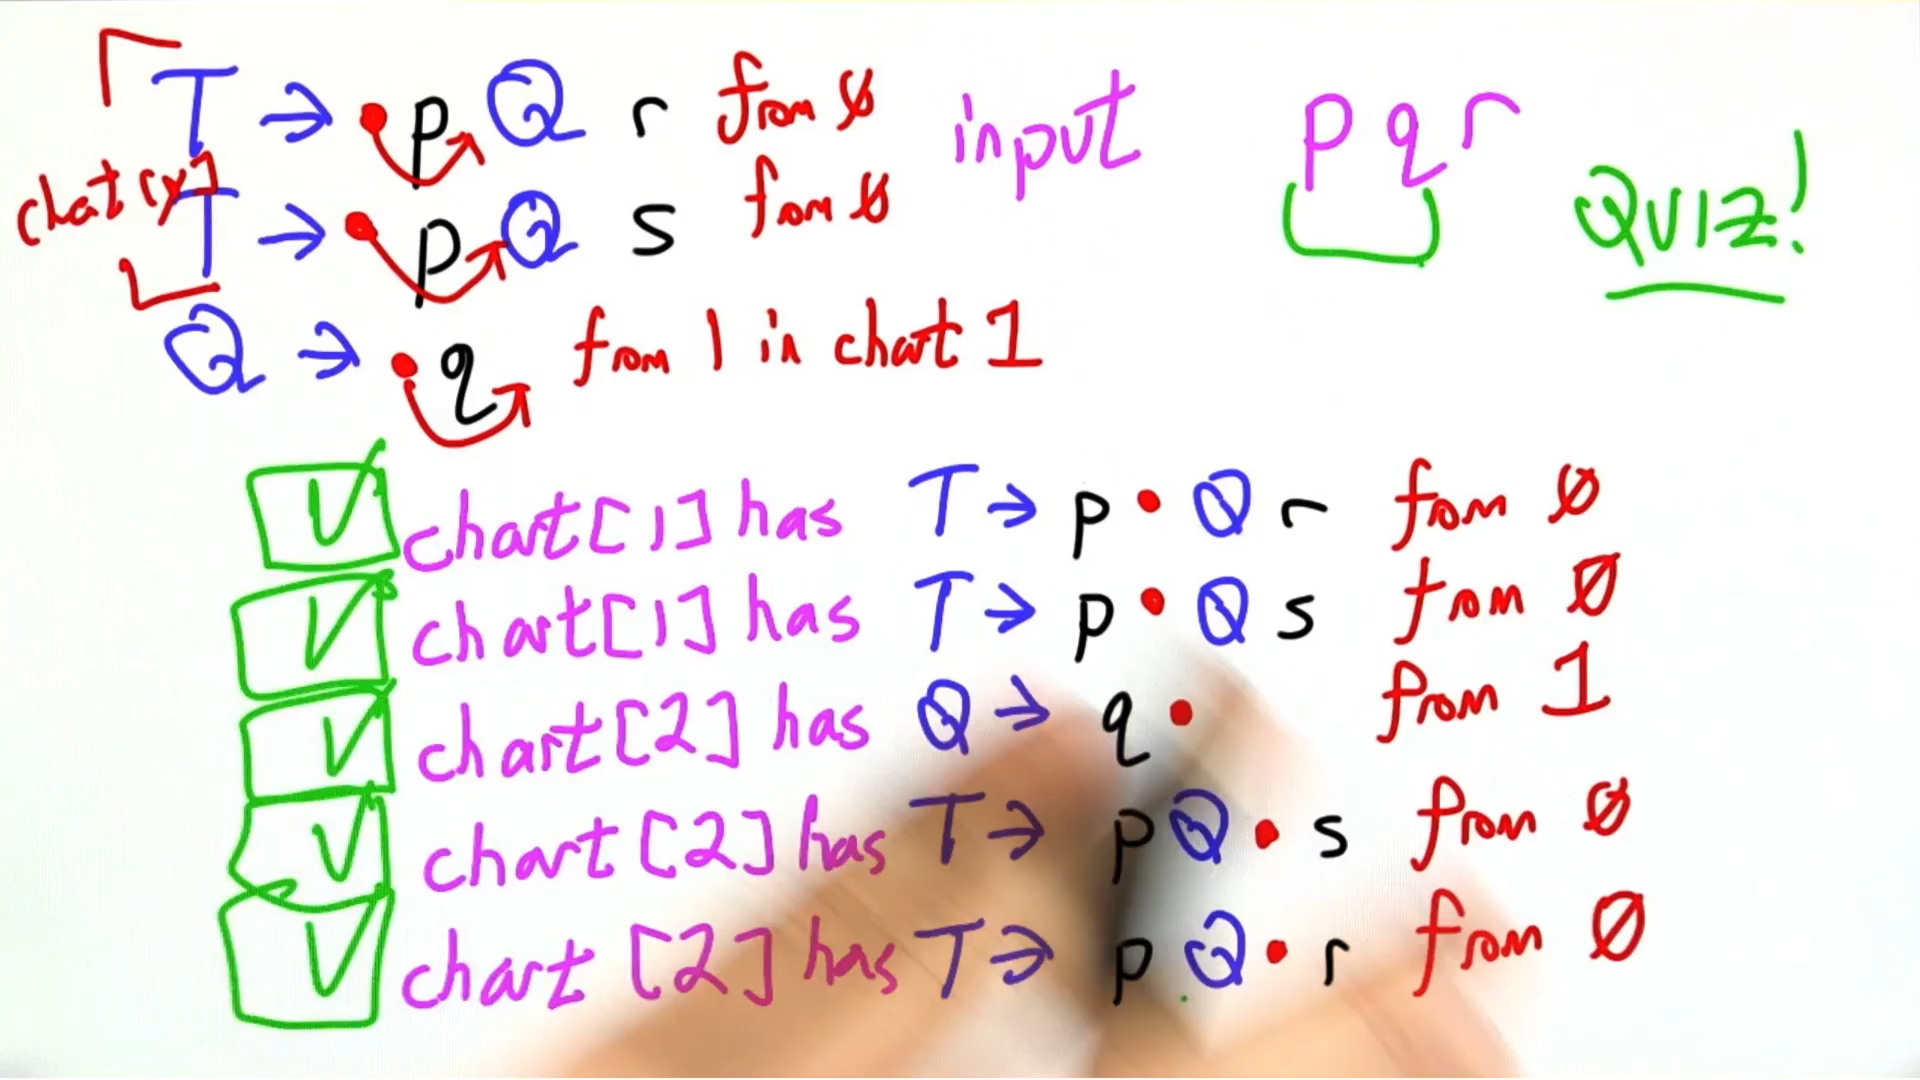 T → • p Q r from 0
input p q r
chart[x]
T → • p Q s from 0
QUIZ!
Q → • q from 1 in chart 1
chart[1] has T → p • Q r from 0
chart[1] has T → p • Q s from 0
chart[2] has Q → q • from 1
chart[2] has T → p Q • s from 0
chart[2] has T → p Q • r from 0